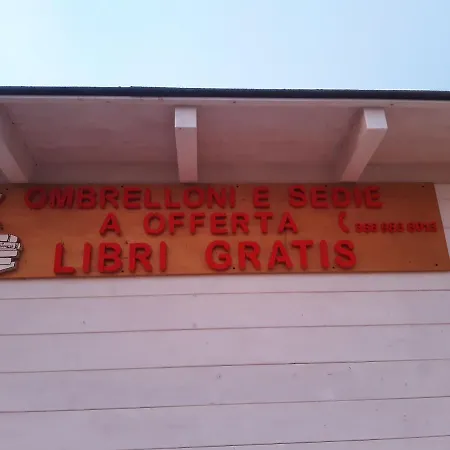 OMBRELLONI E SEDIE
A OFFERTA
LIBRI GRATIS